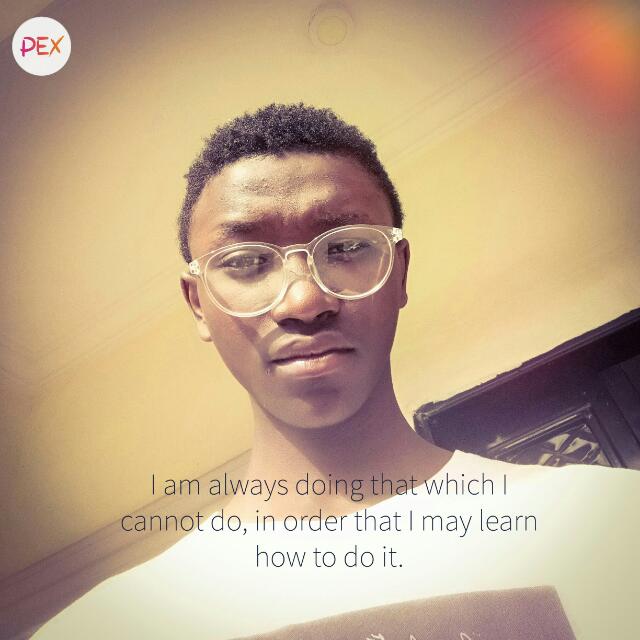 PEX
I am always doing that which I
cannot do, in order that I may learn
how to do it.